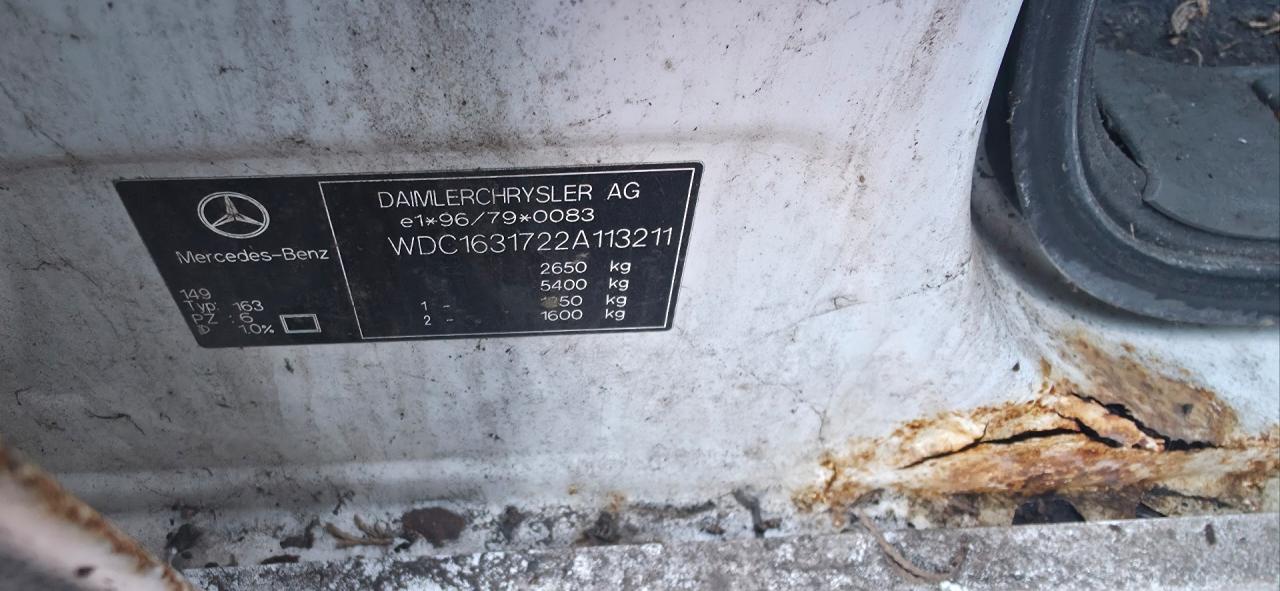 Mercedes-Benz
149
Typ: 163
PZ : 6
D 1.0%
DAIMLERCHRYSLER AG
e1*96/79*0083
WDC1631722A113211
2650 kg
5400 kg
1 - 1250 kg
2 - 1600 kg